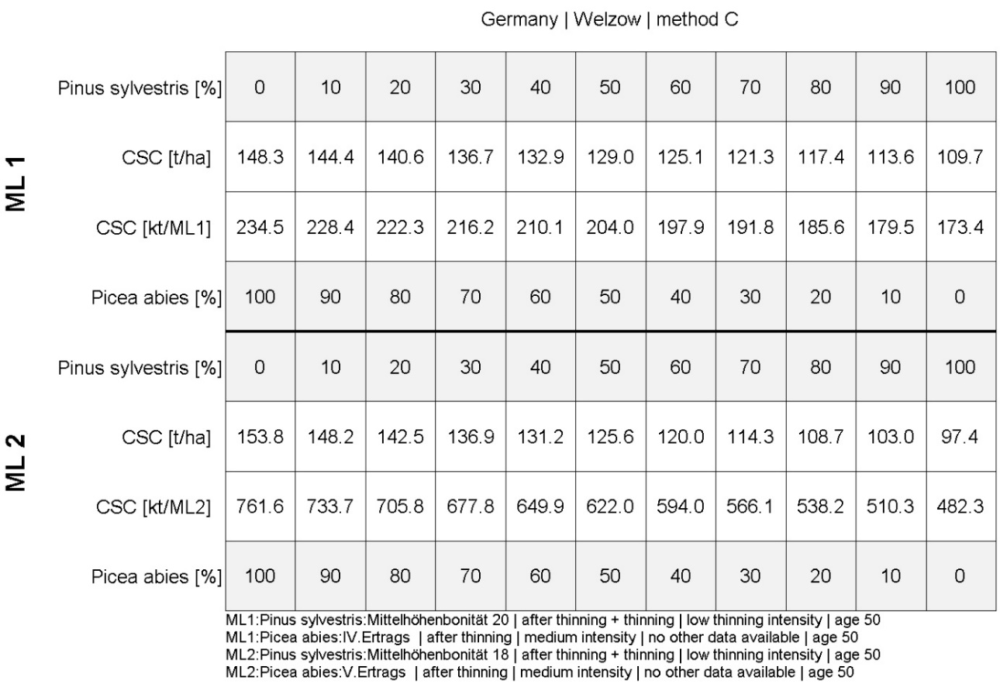 Germany | Welzow | method C
ML 1
Pinus sylvestris [%] 0 10 20 30 40 50 60 70 80 90 100
CSC [t/ha] 148.3 144.4 140.6 136.7 132.9 129.0 125.1 121.3 117.4 113.6 109.7
CSC [kt/ML1] 234.5 228.4 222.3 216.2 210.1 204.0 197.9 191.8 185.6 179.5 173.4
Picea abies [%] 100 90 80 70 60 50 40 30 20 10 0
ML 2
Pinus sylvestris [%] 0 10 20 30 40 50 60 70 80 90 100
CSC [t/ha] 153.8 148.2 142.5 136.9 131.2 125.6 120.0 114.3 108.7 103.0 97.4
CSC [kt/ML2] 761.6 733.7 705.8 677.8 649.9 622.0 594.0 566.1 538.2 510.3 482.3
Picea abies [%] 100 90 80 70 60 50 40 30 20 10 0
ML1:Pinus sylvestris:Mittelhöhenbonität 20 | after thinning + thinning | low thinning intensity | age 50
ML1:Picea abies:IV.Ertrags | after thinning | medium intensity | no other data available | age 50
ML2:Pinus sylvestris:Mittelhöhenbonität 18 | after thinning + thinning | low thinning intensity | age 50
ML2:Picea abies:V.Ertrags | after thinning | medium intensity | no other data available | age 50